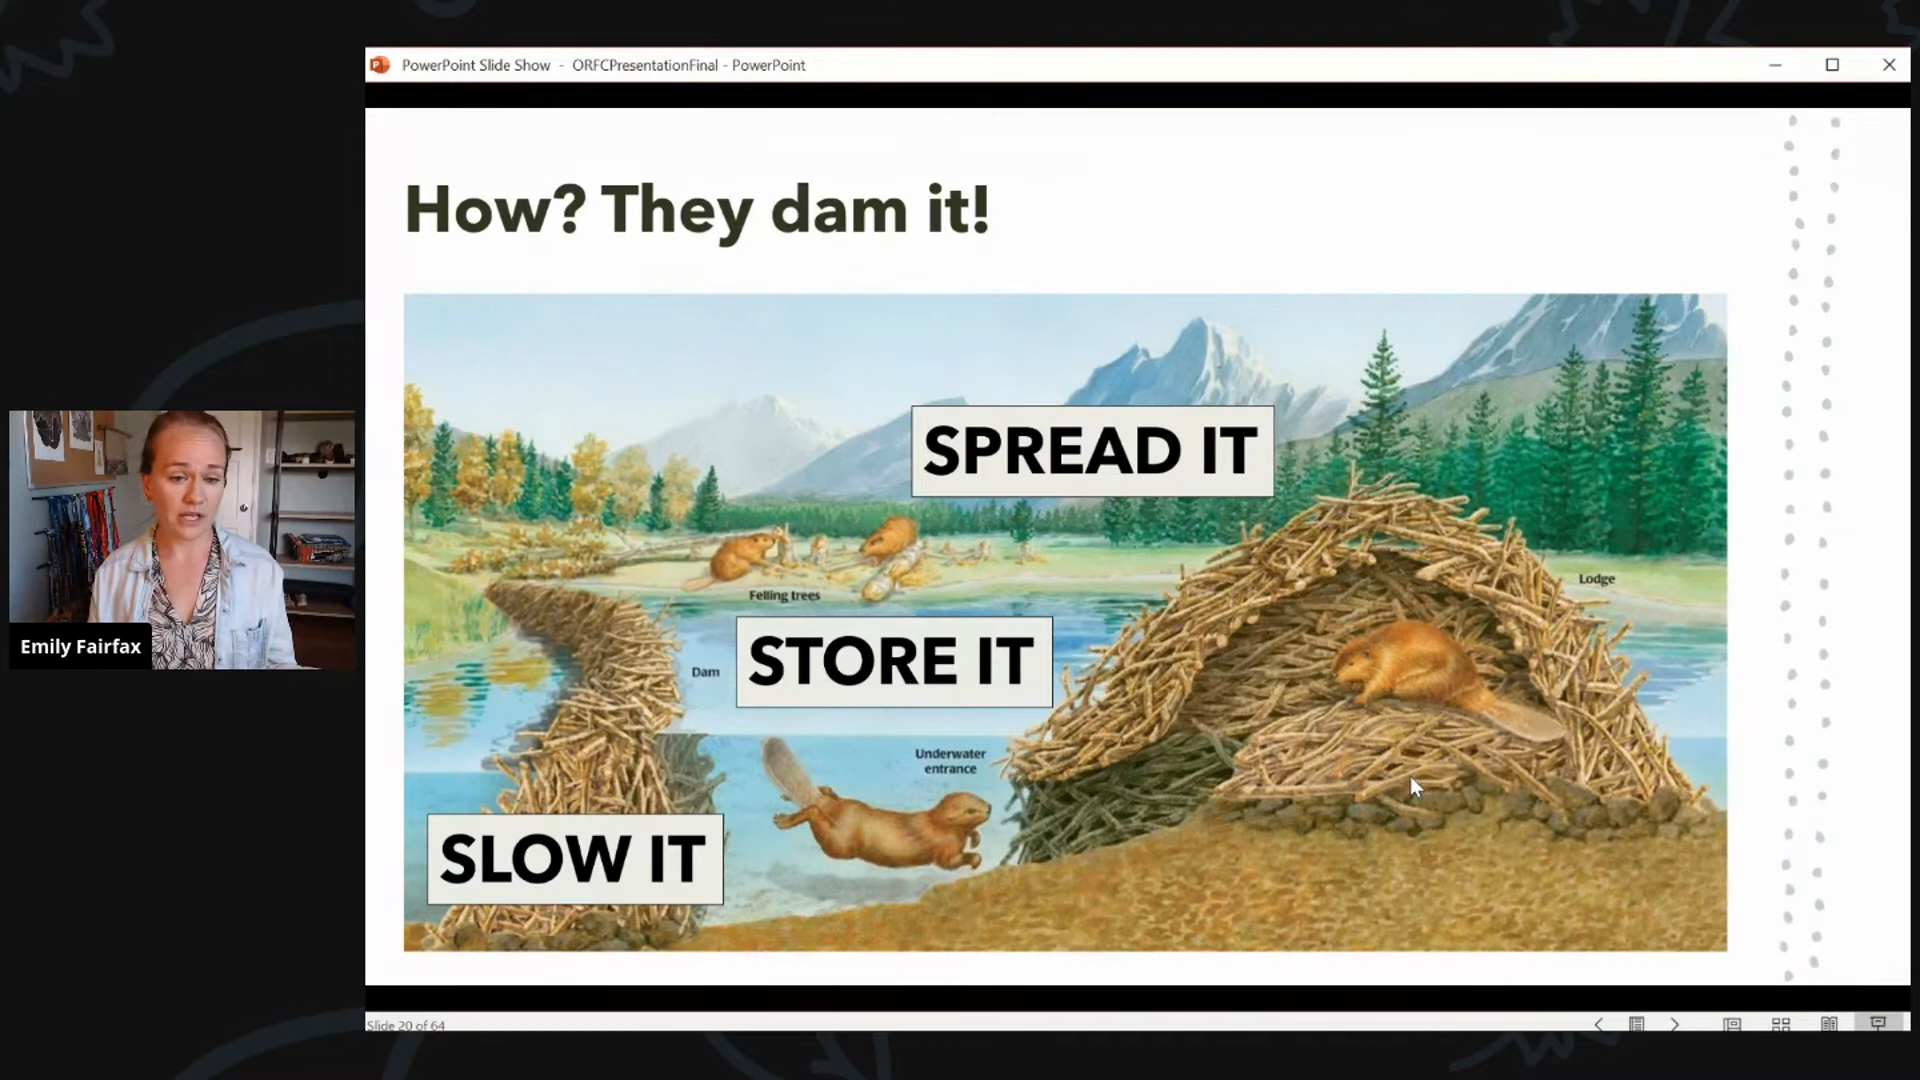 PowerPoint Slide Show - ORFCPresentationFinal - PowerPoint
How? They dam it!
SPREAD IT
Lodge
Felling trees
STORE IT
Dam
Underwater
entrance
SLOW IT
Emily Fairfax
Slide 20 of 64